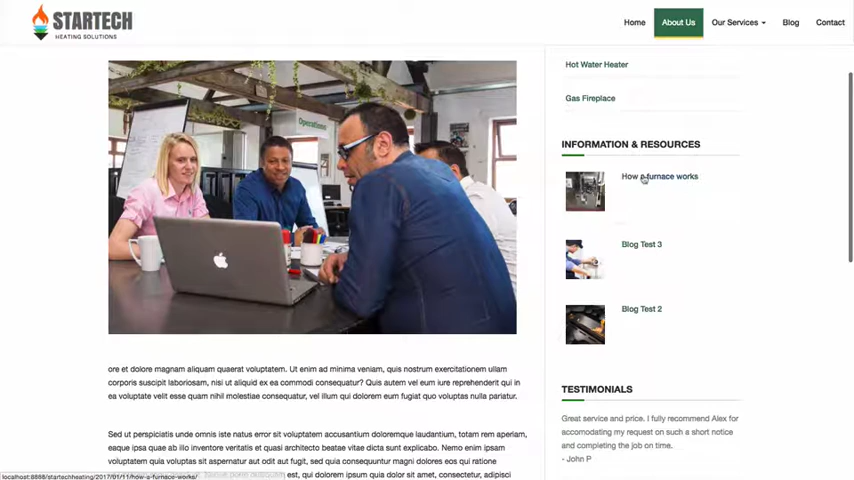 STARTECH
HEATING SOLUTIONS
Home
About Us
Our Services
Blog
Contact
Operations
Hot Water Heater
Gas Fireplace
INFORMATION & RESOURCES
How a furnace works
Blog Test 3
Blog Test 2
ore et dolore magnam aliquam quaerat voluptatem. Ut enim ad minima veniam, quis nostrum exercitationem ullam
corporis suscipit laboriosam, nisi ut aliquid ex ea commodi consequatur? Quis autem vel eum iure reprehenderit qui in
ea voluptate velit esse quam nihil molestiae consequatur, vel illum qui dolorem eum fugiat quo voluptas nulla pariatur.
Sed ut perspiciatis unde omnis iste natus error sit voluptatem accusantium doloremque laudantium, totam rem aperiam,
eaque ipsa quae ab illo inventore veritatis et quasi architecto beatae vitae dicta sunt explicabo. Nemo enim ipsam
voluptatem quia voluptas sit aspernatur aut odit aut fugit, sed quia consequuntur magni dolores eos qui ratione
est, qui dolorem ipsum quia dolor sit amet, consectetur, adipisci
TESTIMONIALS
Great service and price. I fully recommend Alex for
accomodating my request on such a short notice
and completing the job on time.
- John P
localhost:8888/startechheating/2017/01/11/how-a-furnace-works/